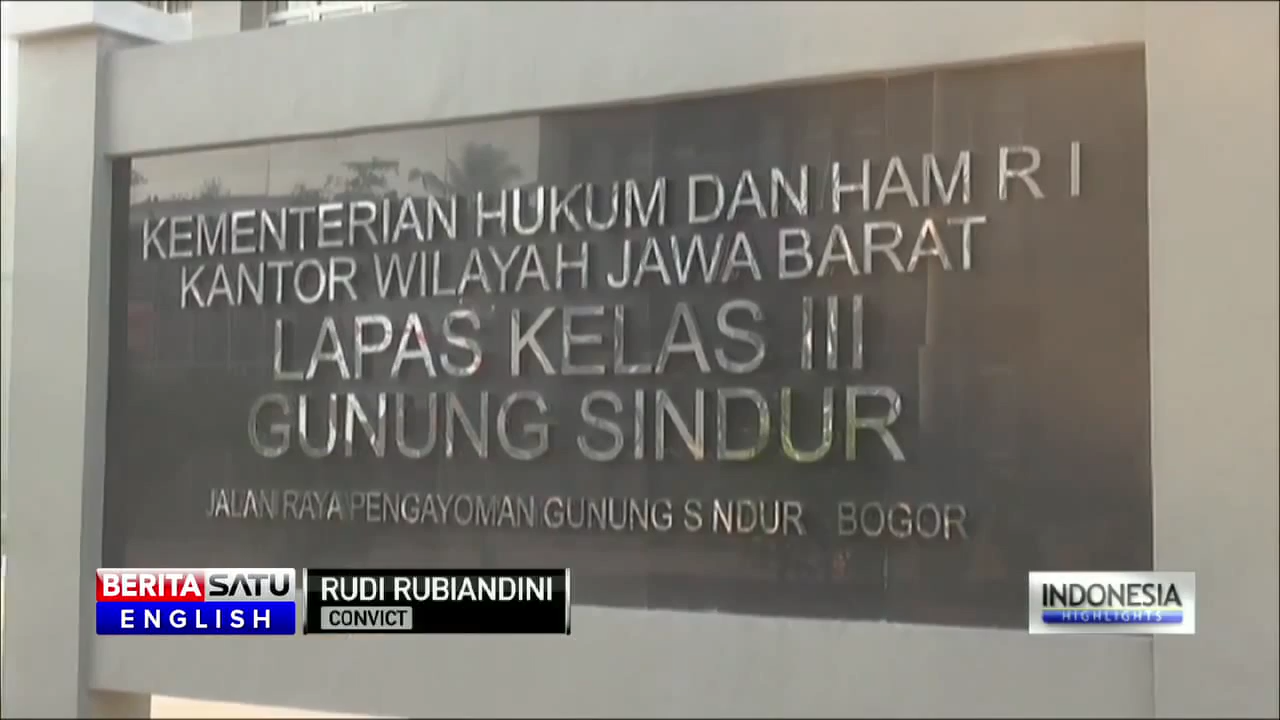 KEMENTERIAN HUKUM DAN HAM R I
KANTOR WILAYAH JAWA BARAT
LAPAS KELAS III
GUNUNG SINDUR
JALAN RAYA PENGAYOMAN GUNUNG S NDUR BOGOR
BERITA SATU
ENGLISH
RUDI RUBIANDINI
CONVICT
INDONESIA
HIGHLIGHTS